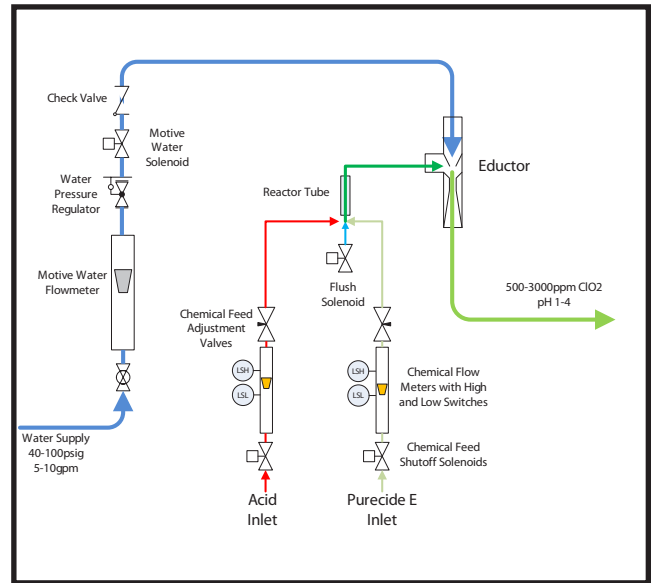 Check Valve
Motive
Water
Solenoid
Water
Pressure
Regulator
Motive Water
Flowmeter
Water Supply
40-100psig
5-10gpm
Reactor Tube
Eductor
Flush
Solenoid
500-3000ppm ClO2
pH 1-4
Chemical Feed
Adjustment
Valves
LSH
LSL
LSH
LSL
Chemical Flow
Meters with High
and Low Switches
Chemical Feed
Shutoff Solenoids
Acid
Inlet
Purecide E
Inlet